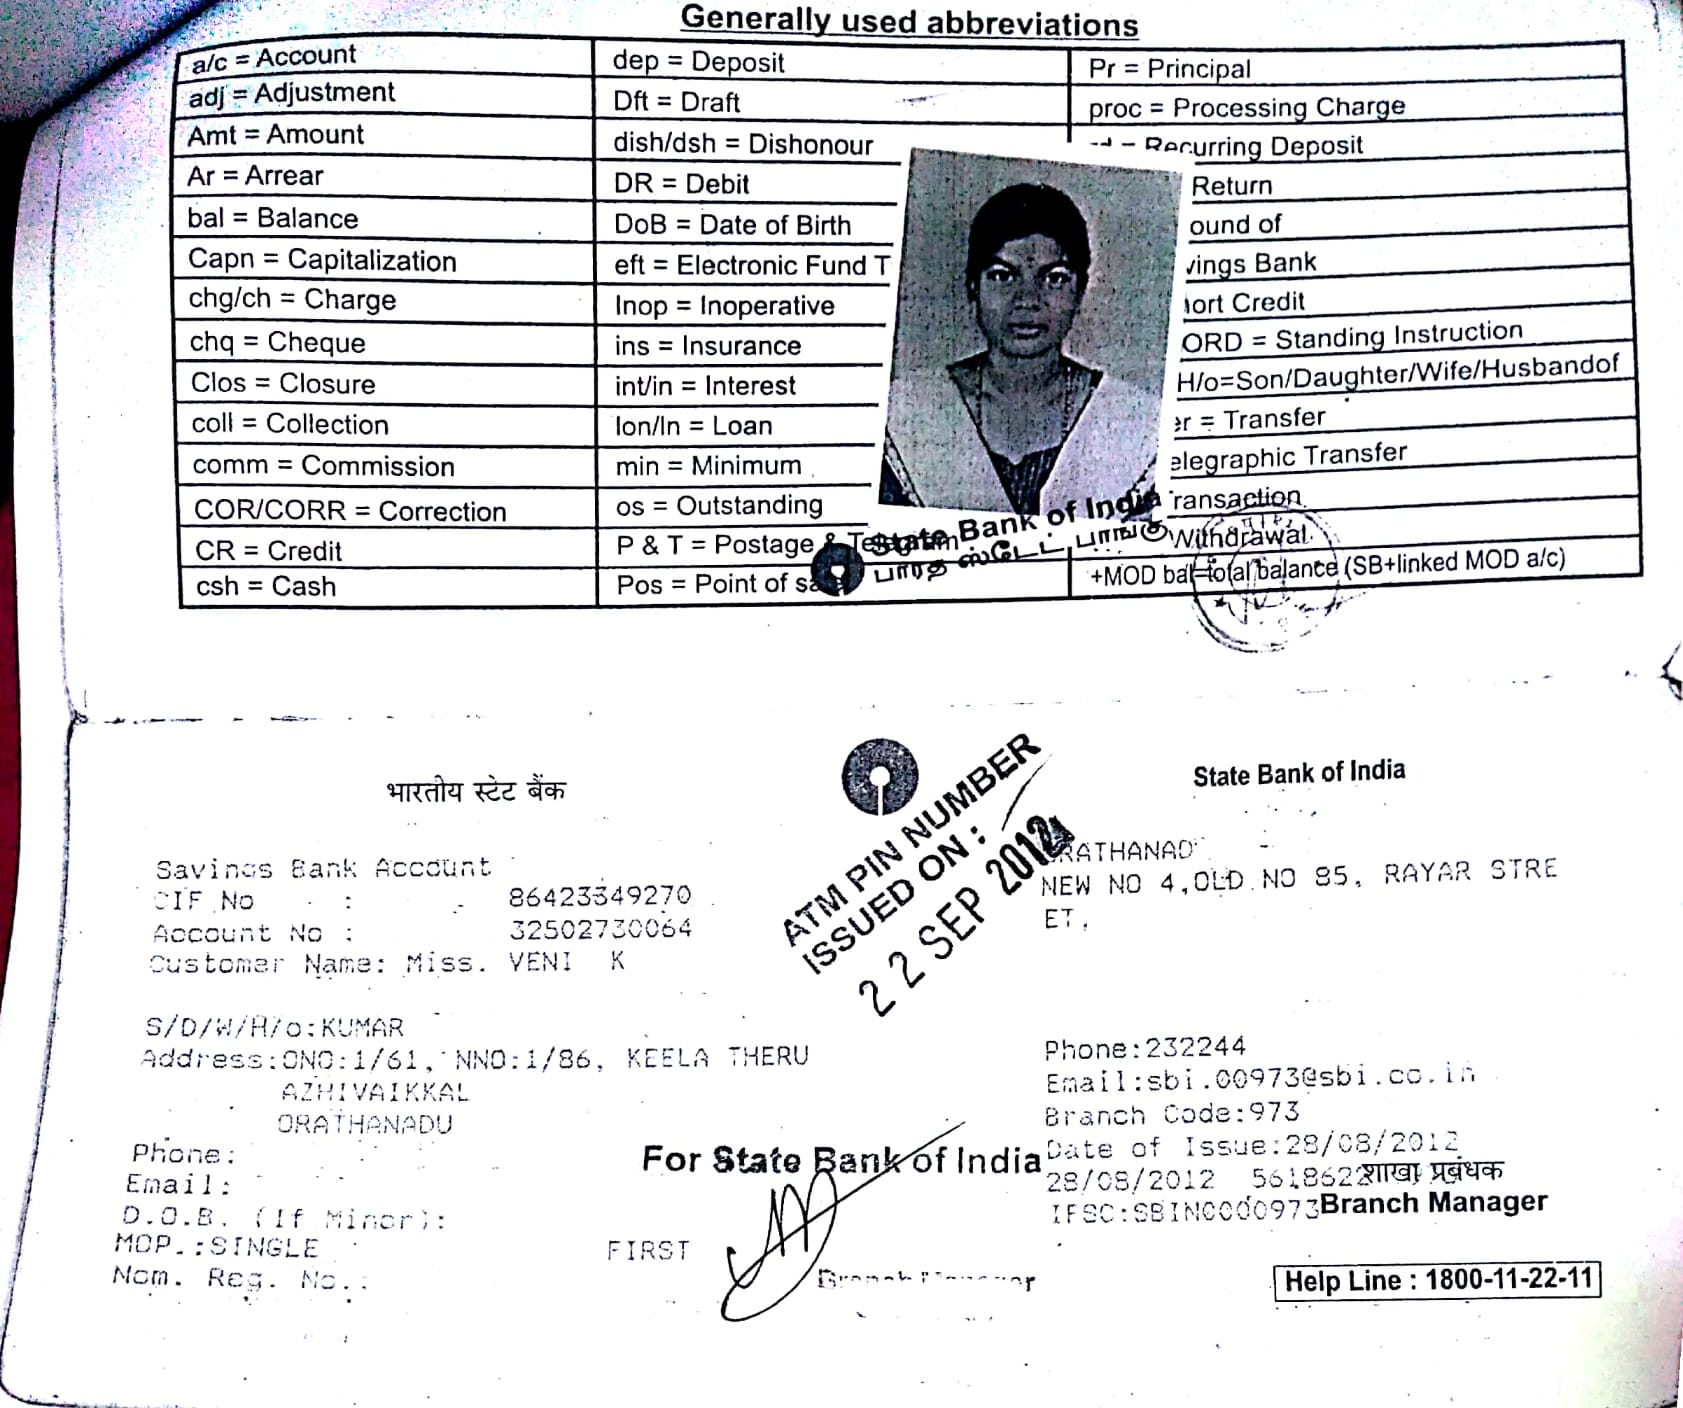 Generally used abbreviations
a/c = Account
adj = Adjustment
Amt = Amount
Ar = Arrear
bal = Balance
Capn = Capitalization
chg/ch = Charge
chq = Cheque
Clos = Closure
coll = Collection
comm = Commission
COR/CORR = Correction
CR = Credit
csh = Cash
dep = Deposit
Dft = Draft
dish/dsh = Dishonour
DR = Debit
DoB = Date of Birth
eft = Electronic Fund T
Inop = Inoperative
ins = Insurance
int/in = Interest
lon/ln = Loan
min = Minimum
os = Outstanding
P & T = Postage &
Pos = Point of
Pr = Principal
proc = Processing Charge
Recurring Deposit
Return
ound of
vings Bank
ort Credit
ORD = Standing Instruction
H/o=Son/Daughter/Wife/Husbandof
er = Transfer
elegraphic Transfer
ransaction
Withdrawal
+MOD bal=total balance (SB+linked MOD a/c)
State Bank of India
பாரத ஸ்டேட் பாங்கு
भारतीय स्टेट बैंक
State Bank of India
ATM PIN NUMBER
ISSUED ON :
22 SEP 2012
Savings Bank Account
CIF No : 86423349270
Account No : 32502730064
Customer Name: Miss. VENI K
S/D/W/H/o:KUMAR
Address:ONO:1/61, NNO:1/86, KEELA THERU
AZHIVAIKKAL
ORATHANADU
Phone:
Email:
D.O.B. (If Minor):
MOP.:SINGLE
Nom. Reg. No.:
FIRST
For State Bank of India
Branch Manager
RATHANAD
NEW NO 4,OLD NO 85, RAYAR STRE
ET,
Phone:232244
Email:sbi.00973@sbi.co.in
Branch Code:973
Date of Issue:28/08/2012
28/08/2012 5618622
शाखा प्रबंधक
IFSC:SBIN0000973
Branch Manager
Help Line : 1800-11-22-11